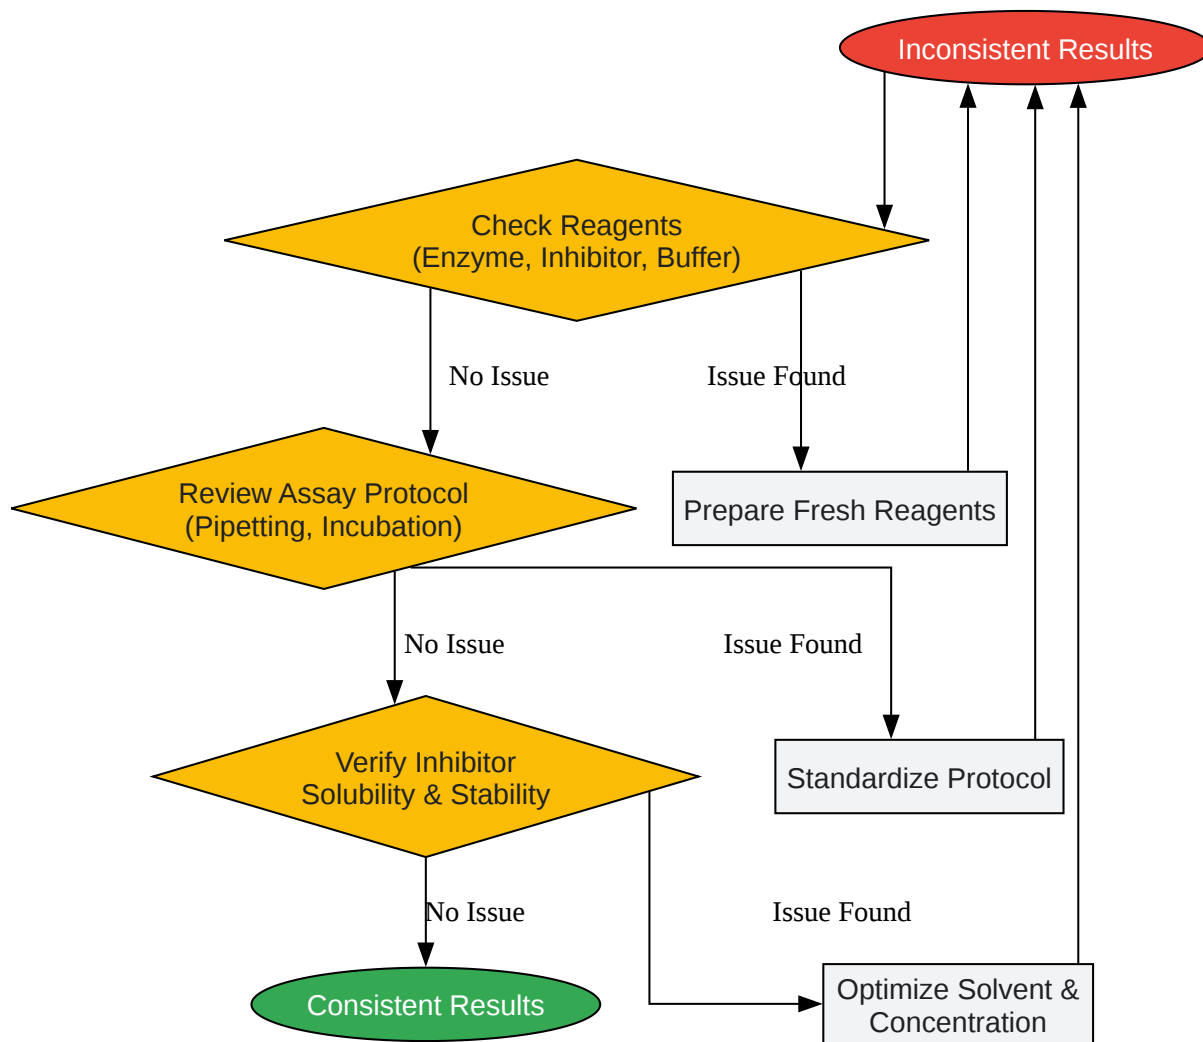 Inconsistent Results
Check Reagents
(Enzyme, Inhibitor, Buffer)
No Issue
Issue Found
Review Assay Protocol
(Pipetting, Incubation)
Prepare Fresh Reagents
No Issue
Issue Found
Verify Inhibitor
Solubility & Stability
Standardize Protocol
No Issue
Issue Found
Consistent Results
Optimize Solvent &
Concentration